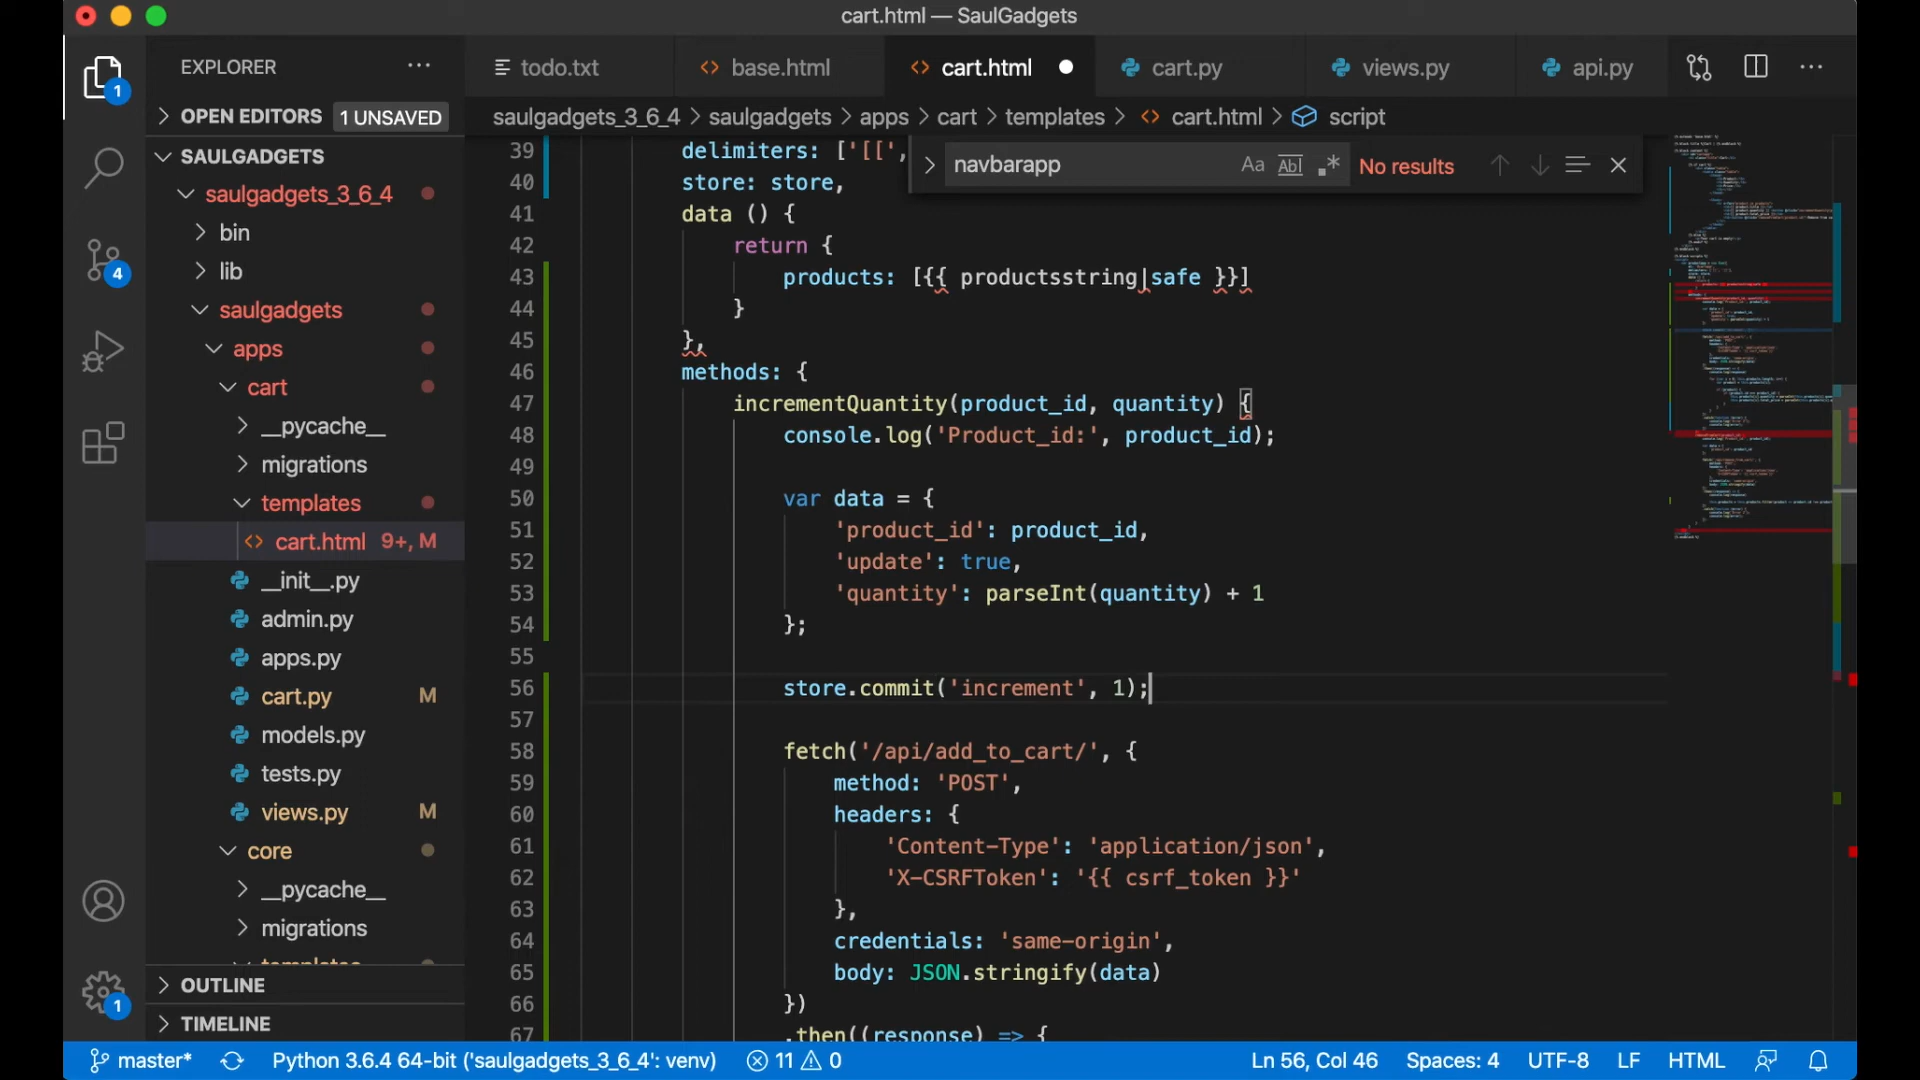 cart.html — SaulGadgets
EXPLORER
todo.txt
base.html
cart.html
cart.py
views.py
api.py
1
OPEN EDITORS 1 UNSAVED
saulgadgets_3_6_4 > saulgadgets > apps > cart > templates > cart.html > script
SAULGADGETS
saulgadgets_3_6_4
bin
lib
saulgadgets
apps
cart
__pycache__
migrations
templates
cart.html 9+, M
__init__.py
admin.py
apps.py
cart.py M
models.py
tests.py
views.py M
core
__pycache__
migrations
OUTLINE
TIMELINE
4
1
navbarapp
Aa Abl .* No results
39 delimiters: ['[[',
40 store: store,
41 data () {
42 return {
43 products: [{{ productsstring|safe }}]
44 }
45 },
46 methods: {
47 incrementQuantity(product_id, quantity) {
48 console.log('Product_id:', product_id);
49
50 var data = {
51 'product_id': product_id,
52 'update': true,
53 'quantity': parseInt(quantity) + 1
54 };
55
56 store.commit('increment', 1);
57
58 fetch('/api/add_to_cart/', {
59 method: 'POST',
60 headers: {
61 'Content-Type': 'application/json',
62 'X-CSRFToken': '{{ csrf_token }}'
63 },
64 credentials: 'same-origin',
65 body: JSON.stringify(data)
66 })
67 .then((response) => {
master* Python 3.6.4 64-bit ('saulgadgets_3_6_4': venv) 11 0 Ln 56, Col 46 Spaces: 4 UTF-8 LF HTML